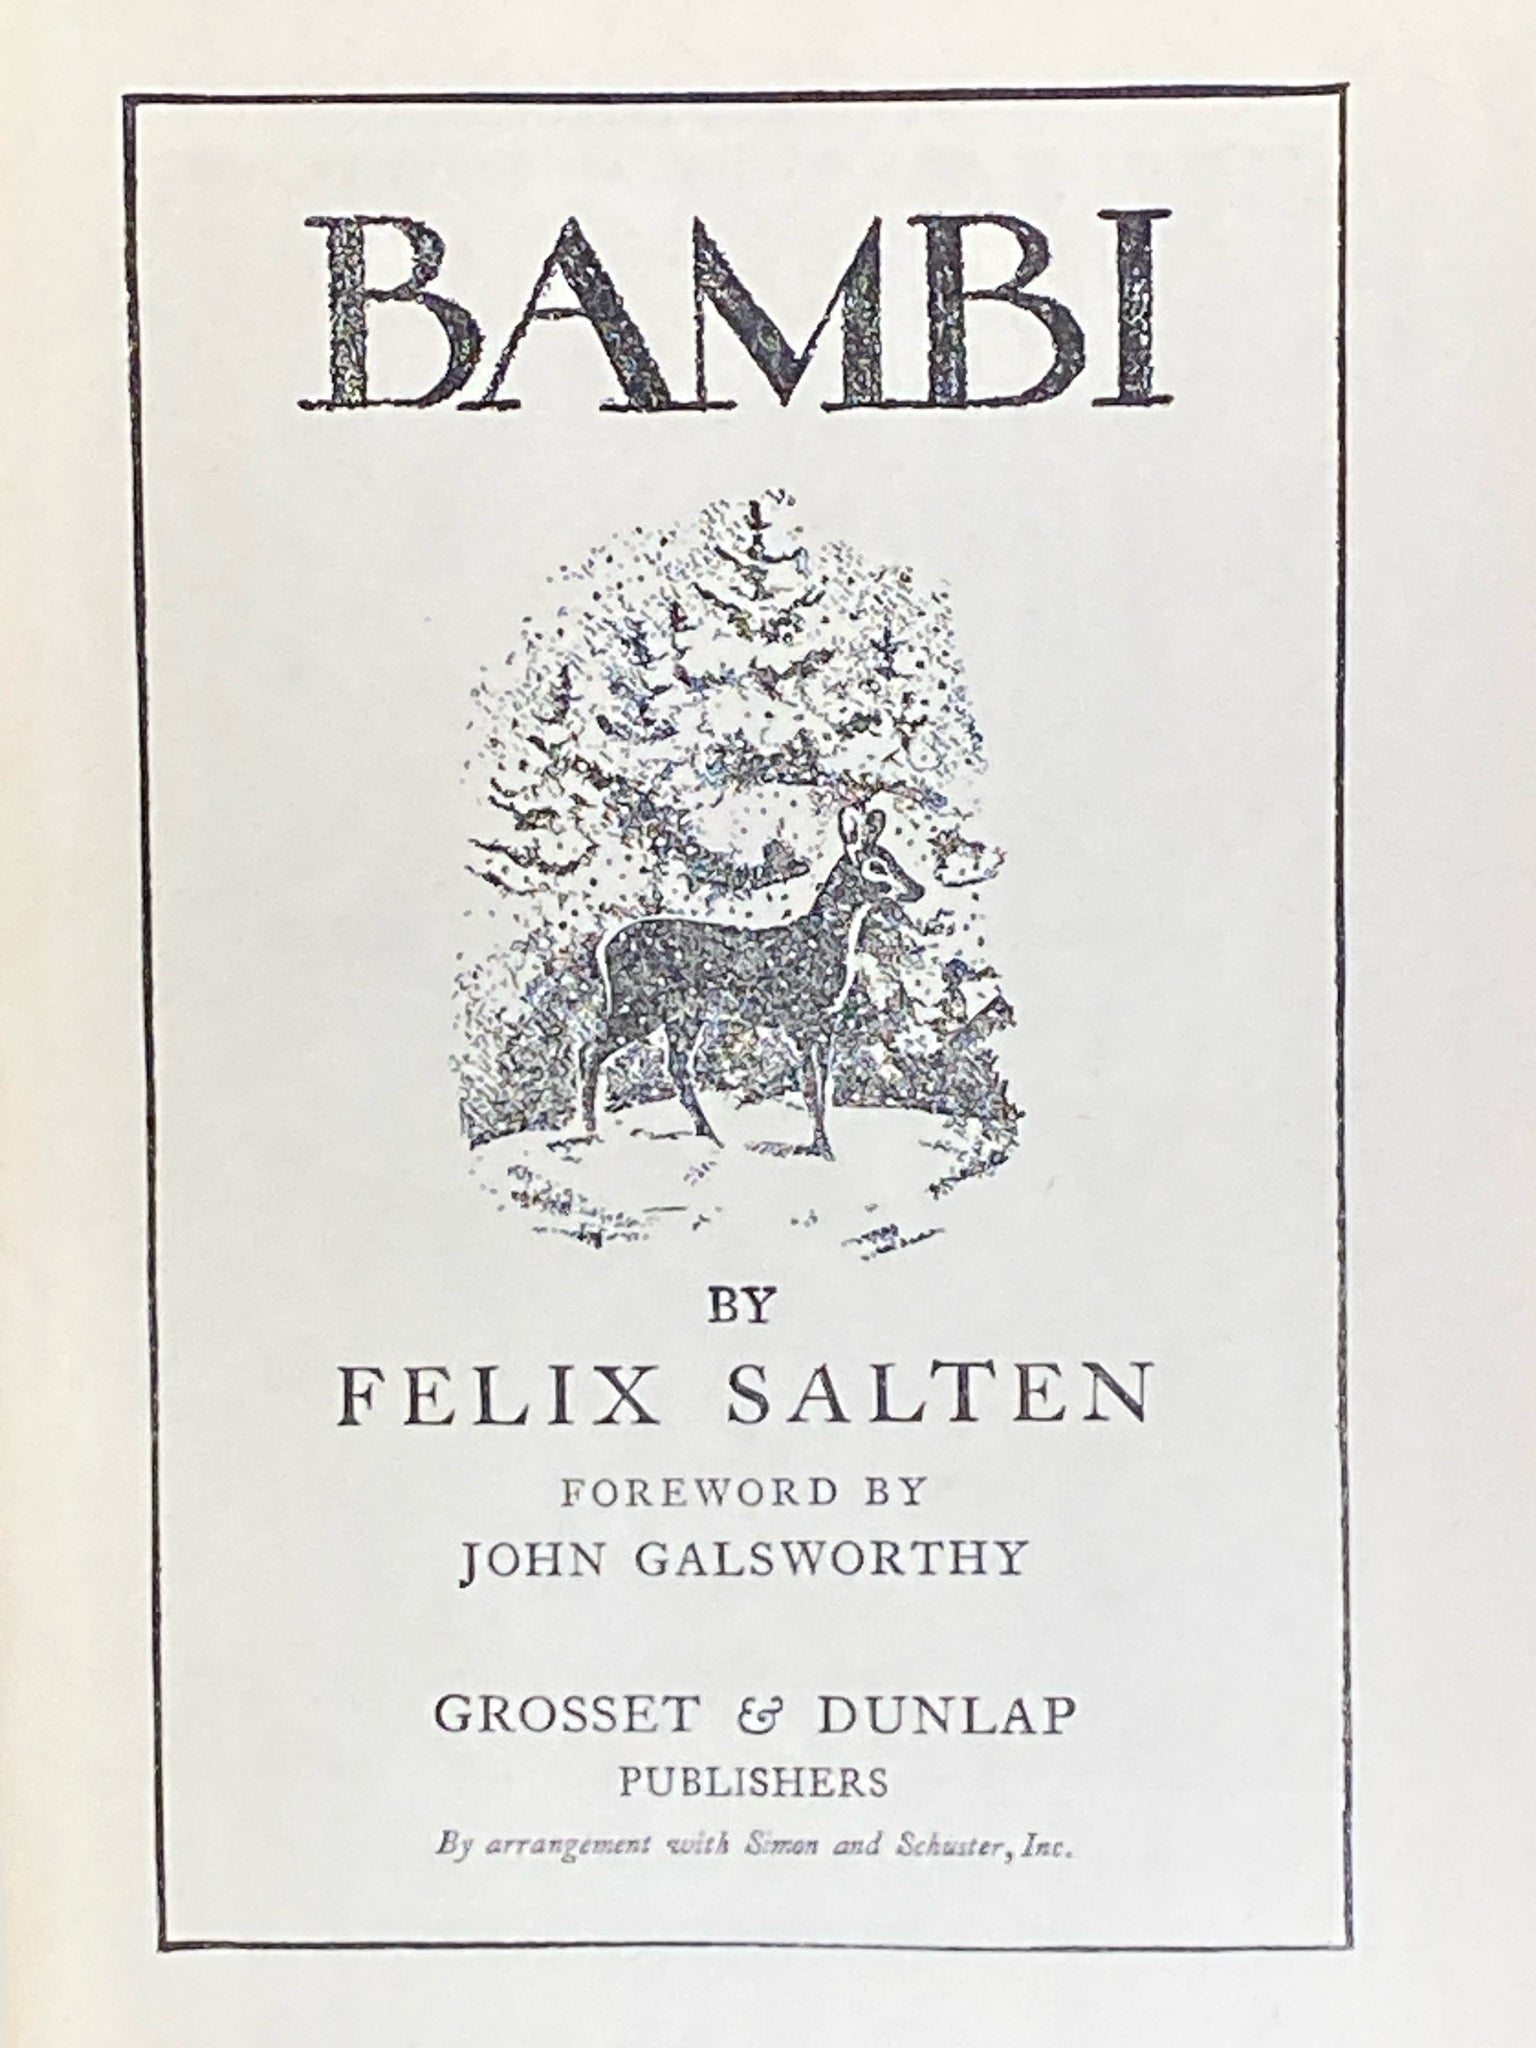 BAMBI
BY
FELIX SALTEN
FOREWORD BY
JOHN GALSWORTHY
GROSSET & DUNLAP
PUBLISHERS
By arrangement with Simon and Schuster, Inc.